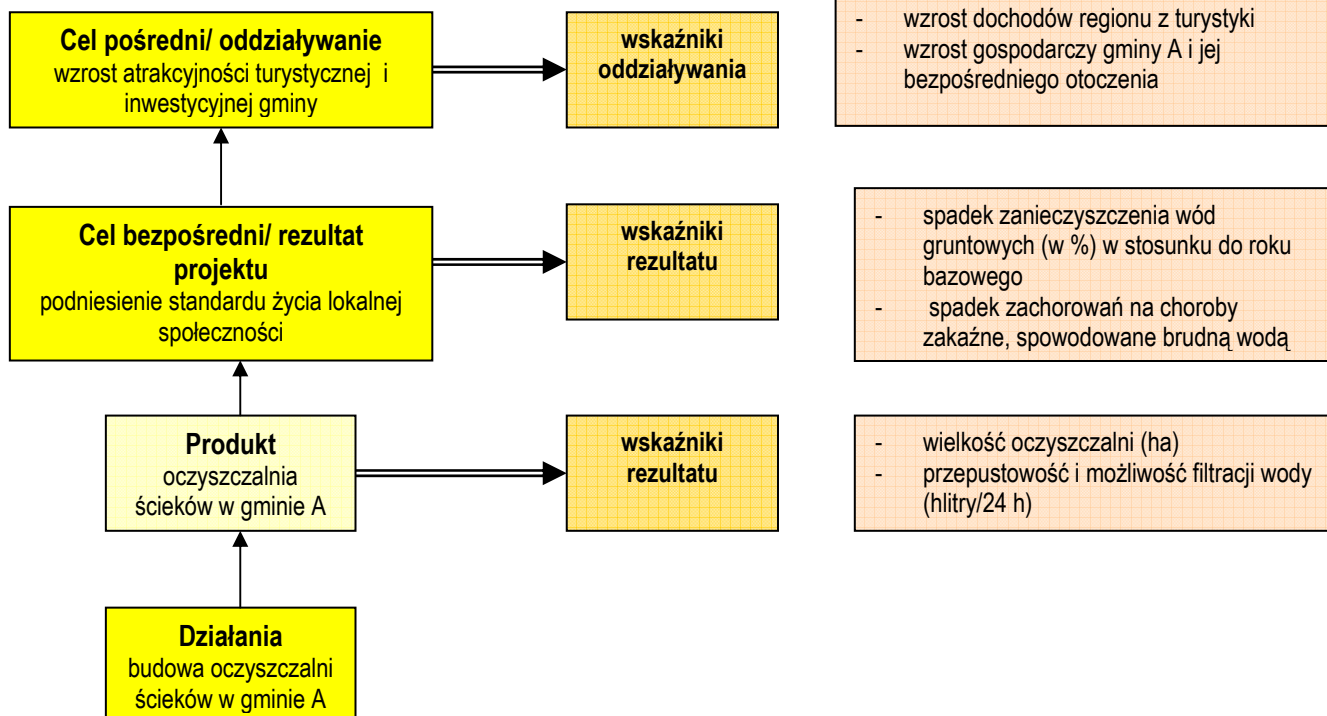 Cel pośredni/ oddziaływanie
wzrost atrakcyjności turystycznej i
inwestycyjnej gminy
wskaźniki
oddziaływania
- wzrost dochodów regionu z turystyki
- wzrost gospodarczy gminy A i jej
bezpośredniego otoczenia
Cel bezpośredni/ rezultat
projektu
podniesienie standardu życia lokalnej
społeczności
wskaźniki
rezultatu
- spadek zanieczyszczenia wód
gruntowych (w %) w stosunku do roku
bazowego
- spadek zachorowań na choroby
zakaźne, spowodowane brudną wodą
Produkt
oczyszczalnia
ścieków w gminie A
wskaźniki
rezultatu
- wielkość oczyszczalni (ha)
- przepustowość i możliwość filtracji wody
(hlitry/24 h)
Działania
budowa oczyszczalni
ścieków w gminie A